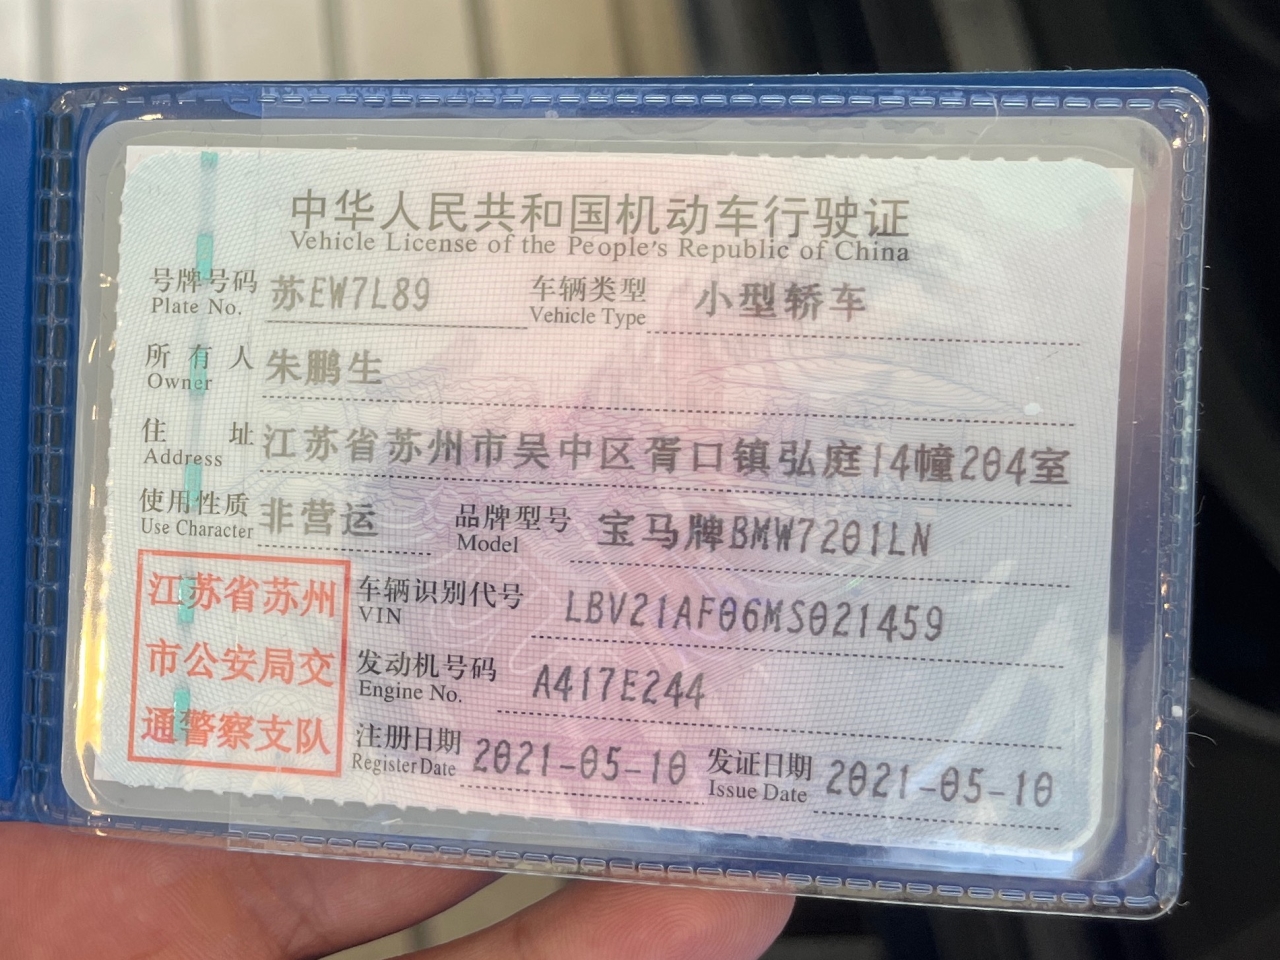 中华人民共和国机动车行驶证
Vehicle License of the People's Republic of China
号牌号码 苏EW7L89 车辆类型 小型轿车
Plate No. Vehicle Type
所有人 朱鹏生
Owner
住址 江苏省苏州市吴中区胥口镇弘庭14幢204室
Address
使用性质 非营运 品牌型号 宝马牌BMW7201LN
Use Character Model
江苏省苏州
市公安局交
通警察支队
车辆识别代号 LBV21AF06MS021459
VIN
发动机号码 A417E244
Engine No.
注册日期 2021-05-10 发证日期 2021-05-10
Register Date Issue Date